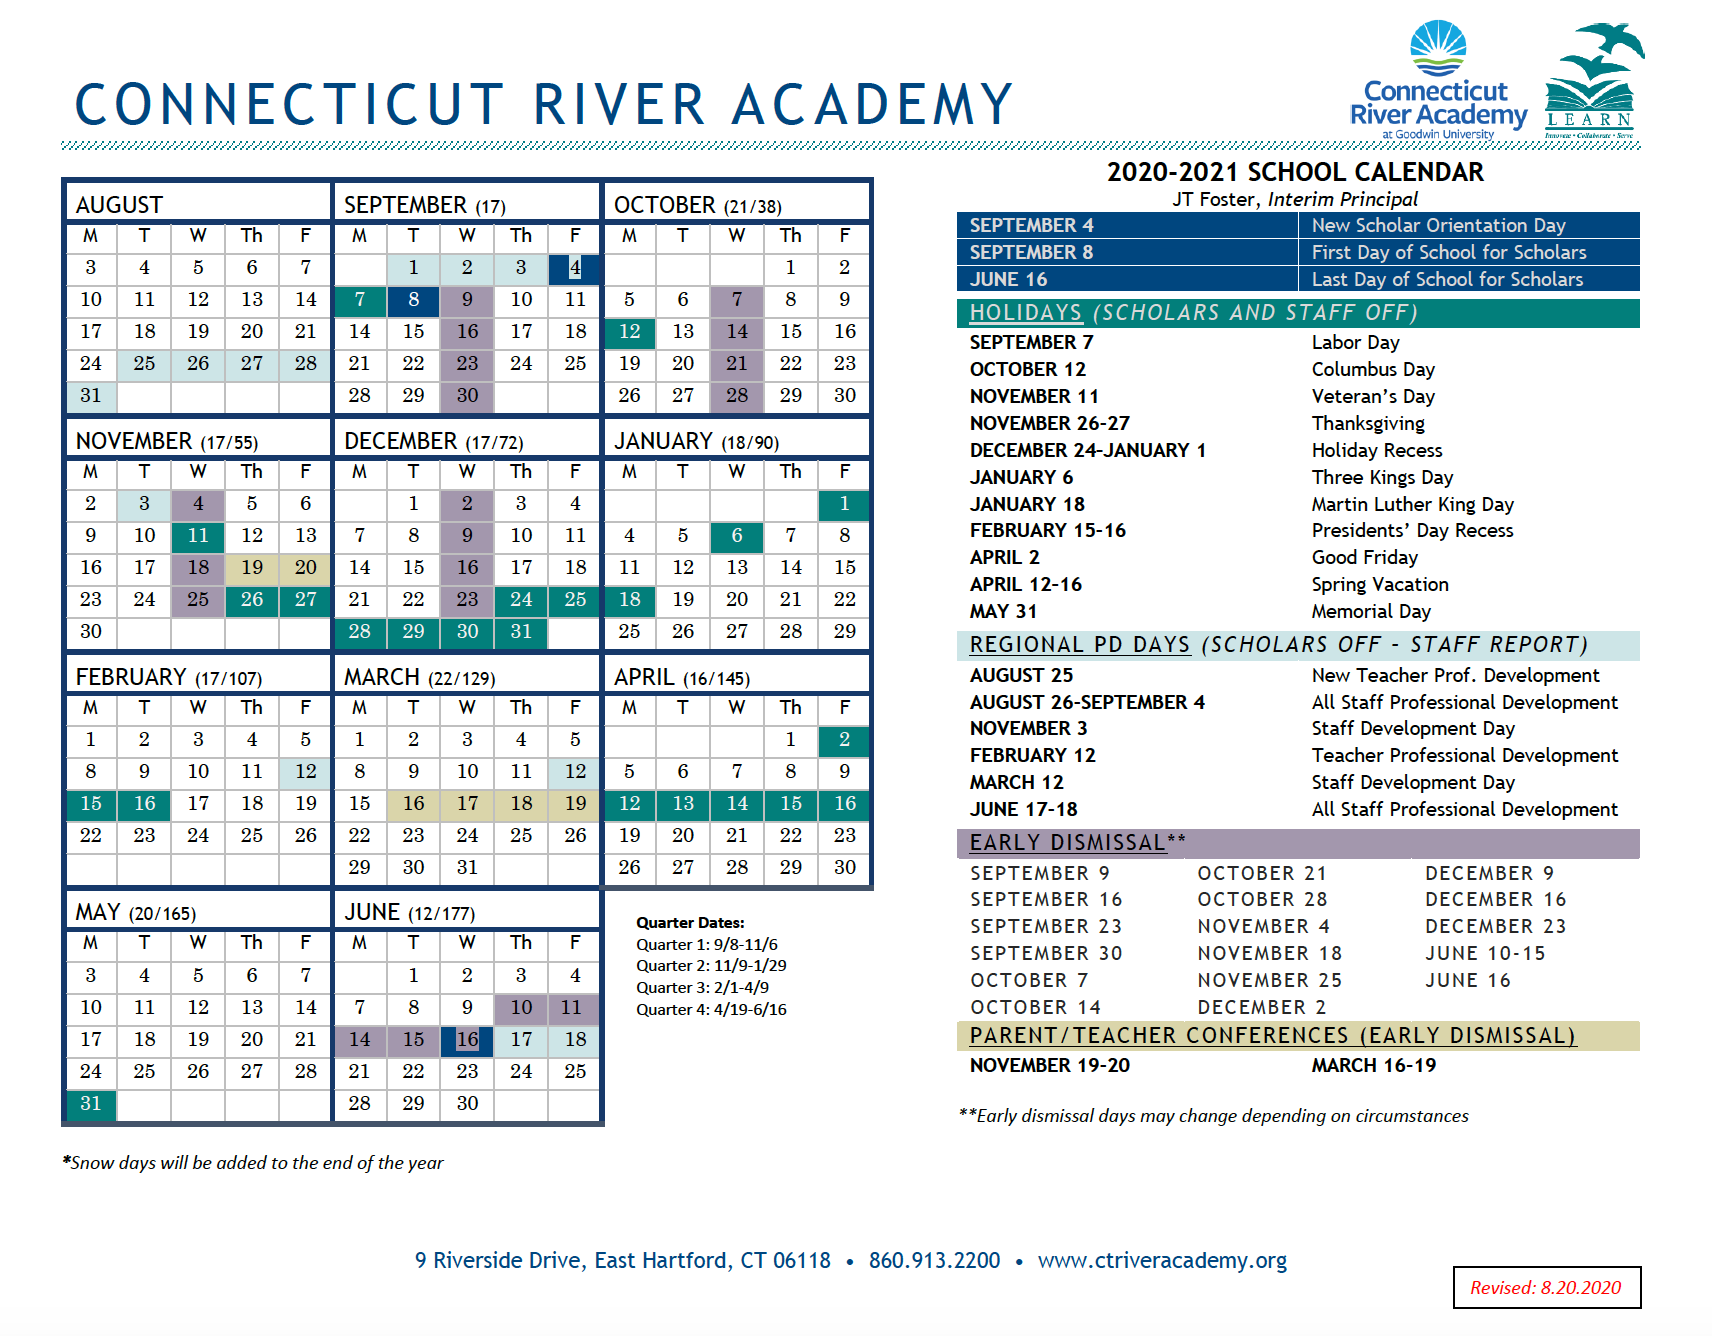 CONNECTICUT RIVER ACADEMY
Connecticut
River Academy
at Goodwin University
LEARN
Innovate • Collaborate • Serve
AUGUST
M T W Th F
3 4 5 6 7
10 11 12 13 14
17 18 19 20 21
24 25 26 27 28
31
SEPTEMBER (17)
M T W Th F
1 2 3 4
7 8 9 10 11
14 15 16 17 18
21 22 23 24 25
28 29 30
OCTOBER (21/38)
M T W Th F
1 2
5 6 7 8 9
12 13 14 15 16
19 20 21 22 23
26 27 28 29 30
NOVEMBER (17/55)
M T W Th F
2 3 4 5 6
9 10 11 12 13
16 17 18 19 20
23 24 25 26 27
30
DECEMBER (17/72)
M T W Th F
1 2 3 4
7 8 9 10 11
14 15 16 17 18
21 22 23 24 25
28 29 30 31
JANUARY (18/90)
M T W Th F
1
4 5 6 7 8
11 12 13 14 15
18 19 20 21 22
25 26 27 28 29
FEBRUARY (17/107)
M T W Th F
1 2 3 4 5
8 9 10 11 12
15 16 17 18 19
22 23 24 25 26
MARCH (22/129)
M T W Th F
1 2 3 4 5
8 9 10 11 12
15 16 17 18 19
22 23 24 25 26
29 30 31
APRIL (16/145)
M T W Th F
1 2
5 6 7 8 9
12 13 14 15 16
19 20 21 22 23
26 27 28 29 30
MAY (20/165)
M T W Th F
3 4 5 6 7
10 11 12 13 14
17 18 19 20 21
24 25 26 27 28
31
JUNE (12/177)
M T W Th F
1 2 3 4
7 8 9 10 11
14 15 16 17 18
21 22 23 24 25
28 29 30
Quarter Dates:
Quarter 1: 9/8-11/6
Quarter 2: 11/9-1/29
Quarter 3: 2/1-4/9
Quarter 4: 4/19-6/16
*Snow days will be added to the end of the year
2020-2021 SCHOOL CALENDAR
JT Foster, Interim Principal
SEPTEMBER 4 New Scholar Orientation Day
SEPTEMBER 8 First Day of School for Scholars
JUNE 16 Last Day of School for Scholars
HOLIDAYS (SCHOLARS AND STAFF OFF)
SEPTEMBER 7 Labor Day
OCTOBER 12 Columbus Day
NOVEMBER 11 Veteran’s Day
NOVEMBER 26-27 Thanksgiving
DECEMBER 24-JANUARY 1 Holiday Recess
JANUARY 6 Three Kings Day
JANUARY 18 Martin Luther King Day
FEBRUARY 15-16 Presidents’ Day Recess
APRIL 2 Good Friday
APRIL 12-16 Spring Vacation
MAY 31 Memorial Day
REGIONAL PD DAYS (SCHOLARS OFF – STAFF REPORT)
AUGUST 25 New Teacher Prof. Development
AUGUST 26-SEPTEMBER 4 All Staff Professional Development
NOVEMBER 3 Staff Development Day
FEBRUARY 12 Teacher Professional Development
MARCH 12 Staff Development Day
JUNE 17-18 All Staff Professional Development
EARLY DISMISSAL**
SEPTEMBER 9 OCTOBER 21 DECEMBER 9
SEPTEMBER 16 OCTOBER 28 DECEMBER 16
SEPTEMBER 23 NOVEMBER 4 DECEMBER 23
SEPTEMBER 30 NOVEMBER 18 JUNE 10-15
OCTOBER 7 NOVEMBER 25 JUNE 16
OCTOBER 14 DECEMBER 2
PARENT/TEACHER CONFERENCES (EARLY DISMISSAL)
NOVEMBER 19-20 MARCH 16-19
**Early dismissal days may change depending on circumstances
9 Riverside Drive, East Hartford, CT 06118 • 860.913.2200 • www.ctriveracademy.org
Revised: 8.20.2020